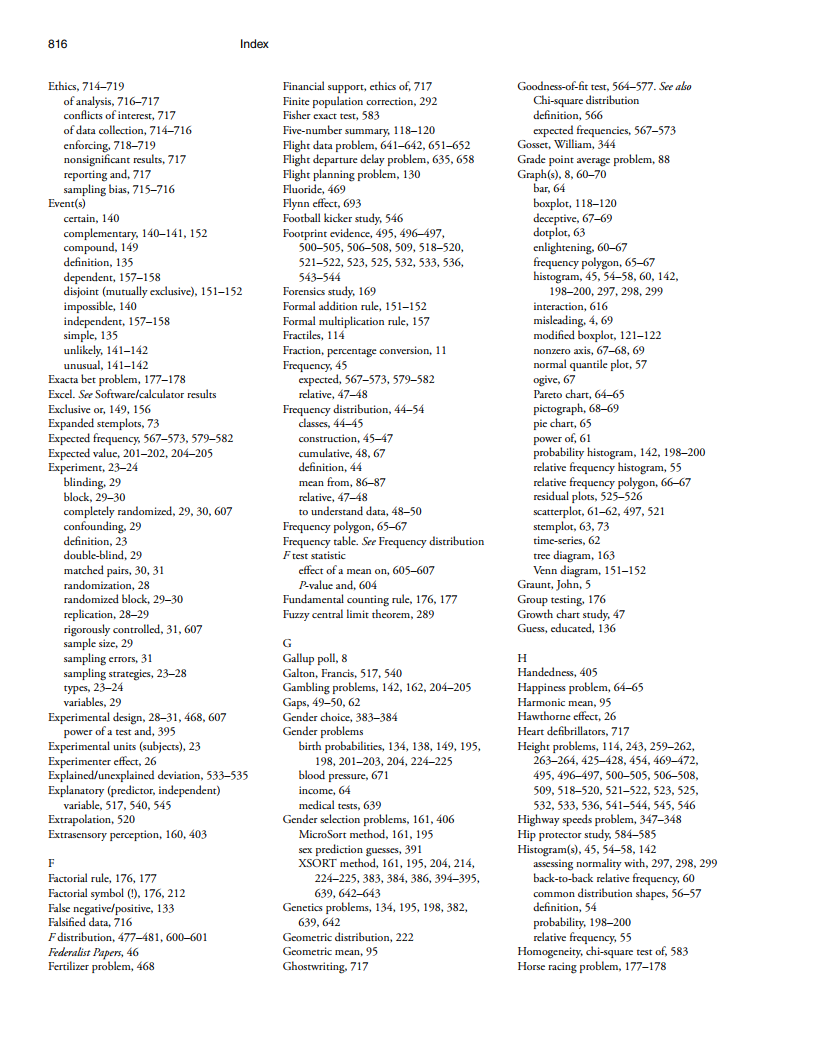 816
Index
Ethics, 714–719
of analysis, 716–717
conflicts of interest, 717
of data collection, 714–716
enforcing, 718–719
nonsignificant results, 717
reporting and, 717
sampling bias, 715–716
Event(s)
certain, 140
complementary, 140–141, 152
compound, 149
definition, 135
dependent, 157–158
disjoint (mutually exclusive), 151–152
impossible, 140
independent, 157–158
simple, 135
unlikely, 141–142
unusual, 141–142
Exacta bet problem, 177–178
Excel. See Software/calculator results
Exclusive or, 149, 156
Expanded stemplots, 73
Expected frequency, 567–573, 579–582
Expected value, 201–202, 204–205
Experiment, 23–24
blinding, 29
block, 29–30
completely randomized, 29, 30, 607
confounding, 29
definition, 23
double-blind, 29
matched pairs, 30, 31
randomization, 28
randomized block, 29–30
replication, 28–29
rigorously controlled, 31, 607
sample size, 29
sampling errors, 31
sampling strategies, 23–28
types, 23–24
variables, 29
Experimental design, 28–31, 468, 607
power of a test and, 395
Experimental units (subjects), 23
Experimenter effect, 26
Explained/unexplained deviation, 533–535
Explanatory (predictor, independent)
variable, 517, 540, 545
Extrapolation, 520
Extrasensory perception, 160, 403
F
Factorial rule, 176, 177
Factorial symbol (!), 176, 212
False negative/positive, 133
Falsified data, 716
F distribution, 477–481, 600–601
Federalist Papers, 46
Fertilizer problem, 468
Financial support, ethics of, 717
Finite population correction, 292
Fisher exact test, 583
Five-number summary, 118–120
Flight data problem, 641–642, 651–652
Flight departure delay problem, 635, 658
Flight planning problem, 130
Fluoride, 469
Flynn effect, 693
Football kicker study, 546
Footprint evidence, 495, 496–497,
500–505, 506–508, 509, 518–520,
521–522, 523, 525, 532, 533, 536,
543–544
Forensics study, 169
Formal addition rule, 151–152
Formal multiplication rule, 157
Fractiles, 114
Fraction, percentage conversion, 11
Frequency, 45
expected, 567–573, 579–582
relative, 47–48
Frequency distribution, 44–54
classes, 44–45
construction, 45–47
cumulative, 48, 67
definition, 44
mean from, 86–87
relative, 47–48
to understand data, 48–50
Frequency polygon, 65–67
Frequency table. See Frequency distribution
F test statistic
effect of a mean on, 605–607
P-value and, 604
Fundamental counting rule, 176, 177
Fuzzy central limit theorem, 289
G
Gallup poll, 8
Galton, Francis, 517, 540
Gambling problems, 142, 162, 204–205
Gaps, 49–50, 62
Gender choice, 383–384
Gender problems
birth probabilities, 134, 138, 149, 195,
198, 201–203, 204, 224–225
blood pressure, 671
income, 64
medical tests, 639
Gender selection problems, 161, 406
MicroSort method, 161, 195
sex prediction guesses, 391
XSORT method, 161, 195, 204, 214,
224–225, 383, 384, 386, 394–395,
639, 642–643
Genetics problems, 134, 195, 198, 382,
639, 642
Geometric distribution, 222
Geometric mean, 95
Ghostwriting, 717
Goodness-of-fit test, 564–577. See also
Chi-square distribution
definition, 566
expected frequencies, 567–573
Gosset, William, 344
Grade point average problem, 88
Graph(s), 8, 60–70
bar, 64
boxplot, 118–120
deceptive, 67–69
dotplot, 63
enlightening, 60–67
frequency polygon, 65–67
histogram, 45, 54–58, 60, 142,
198–200, 297, 298, 299
interaction, 616
misleading, 4, 69
modified boxplot, 121–122
nonzero axis, 67–68, 69
normal quantile plot, 57
ogive, 67
Pareto chart, 64–65
pictograph, 68–69
pie chart, 65
power of, 61
probability histogram, 142, 198–200
relative frequency histogram, 55
relative frequency polygon, 66–67
residual plots, 525–526
scatterplot, 61–62, 497, 521
stemplot, 63, 73
time-series, 62
tree diagram, 163
Venn diagram, 151–152
Graunt, John, 5
Group testing, 176
Growth chart study, 47
Guess, educated, 136
H
Handedness, 405
Happiness problem, 64–65
Harmonic mean, 95
Hawthorne effect, 26
Heart defibrillators, 717
Height problems, 114, 243, 259–262,
263–264, 425–428, 454, 469–472,
495, 496–497, 500–505, 506–508,
509, 518–520, 521–522, 523, 525,
532, 533, 536, 541–544, 545, 546
Highway speeds problem, 347–348
Hip protector study, 584–585
Histogram(s), 45, 54–58, 142
assessing normality with, 297, 298, 299
back-to-back relative frequency, 60
common distribution shapes, 56–57
definition, 54
probability, 198–200
relative frequency, 55
Homogeneity, chi-square test of, 583
Horse racing problem, 177–178